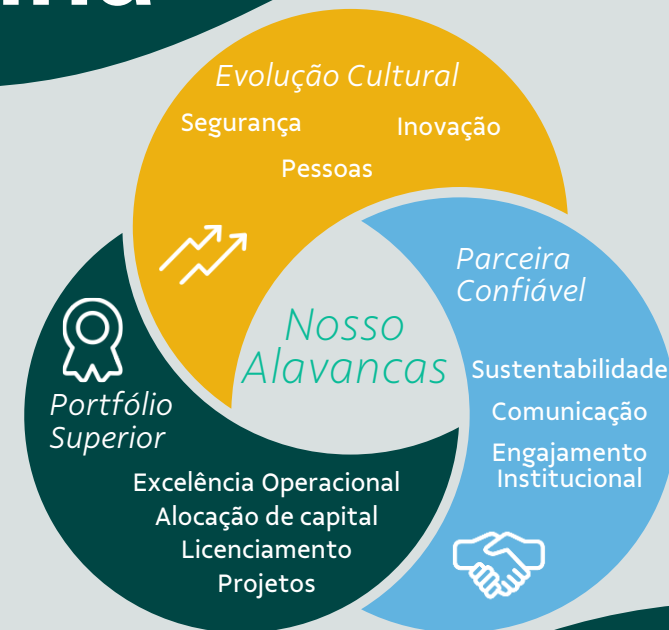 Evolução Cultural
Segurança
Inovação
Pessoas
Parceira
Confiável
Sustentabilidade
Comunicação
Engajamento
Institucional
Nosso
Alavancas
Portfólio
Superior
Excelência Operacional
Alocação de capital
Licenciamento
Projetos